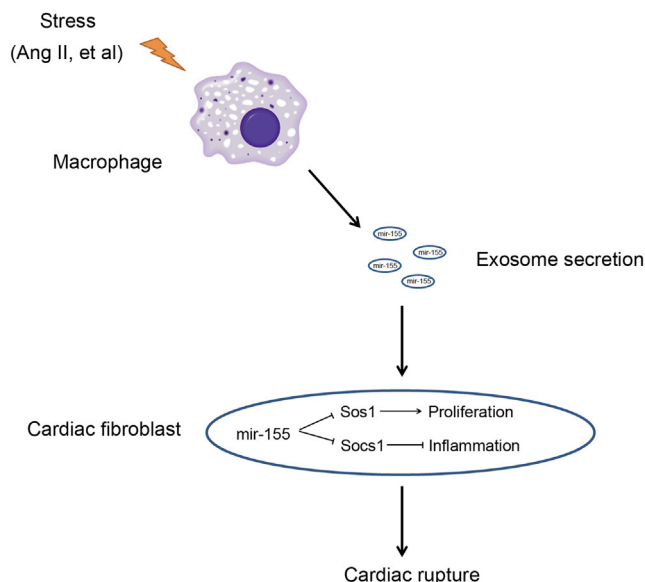 Stress
(Ang II, et al)
Macrophage
mir-155
mir-155
mir-155
mir-155
Exosome secretion
Cardiac fibroblast
mir-155
Sos1
Proliferation
Socs1
Inflammation
Cardiac rupture